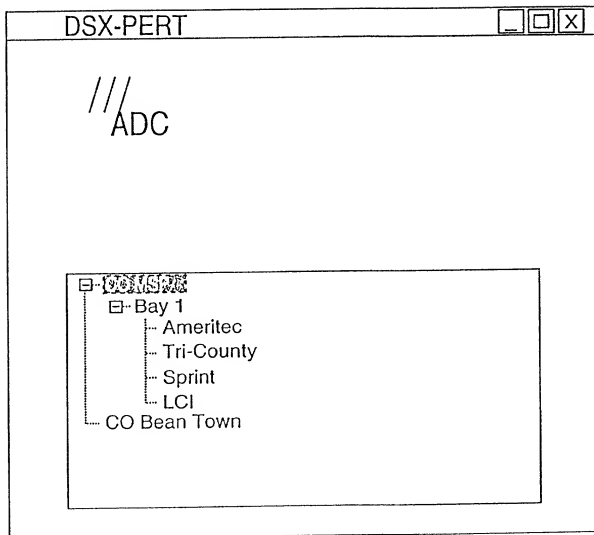 DSX-PERT
ADC
Bay 1
Ameritec
Tri-County
Sprint
LCI
CO Bean Town